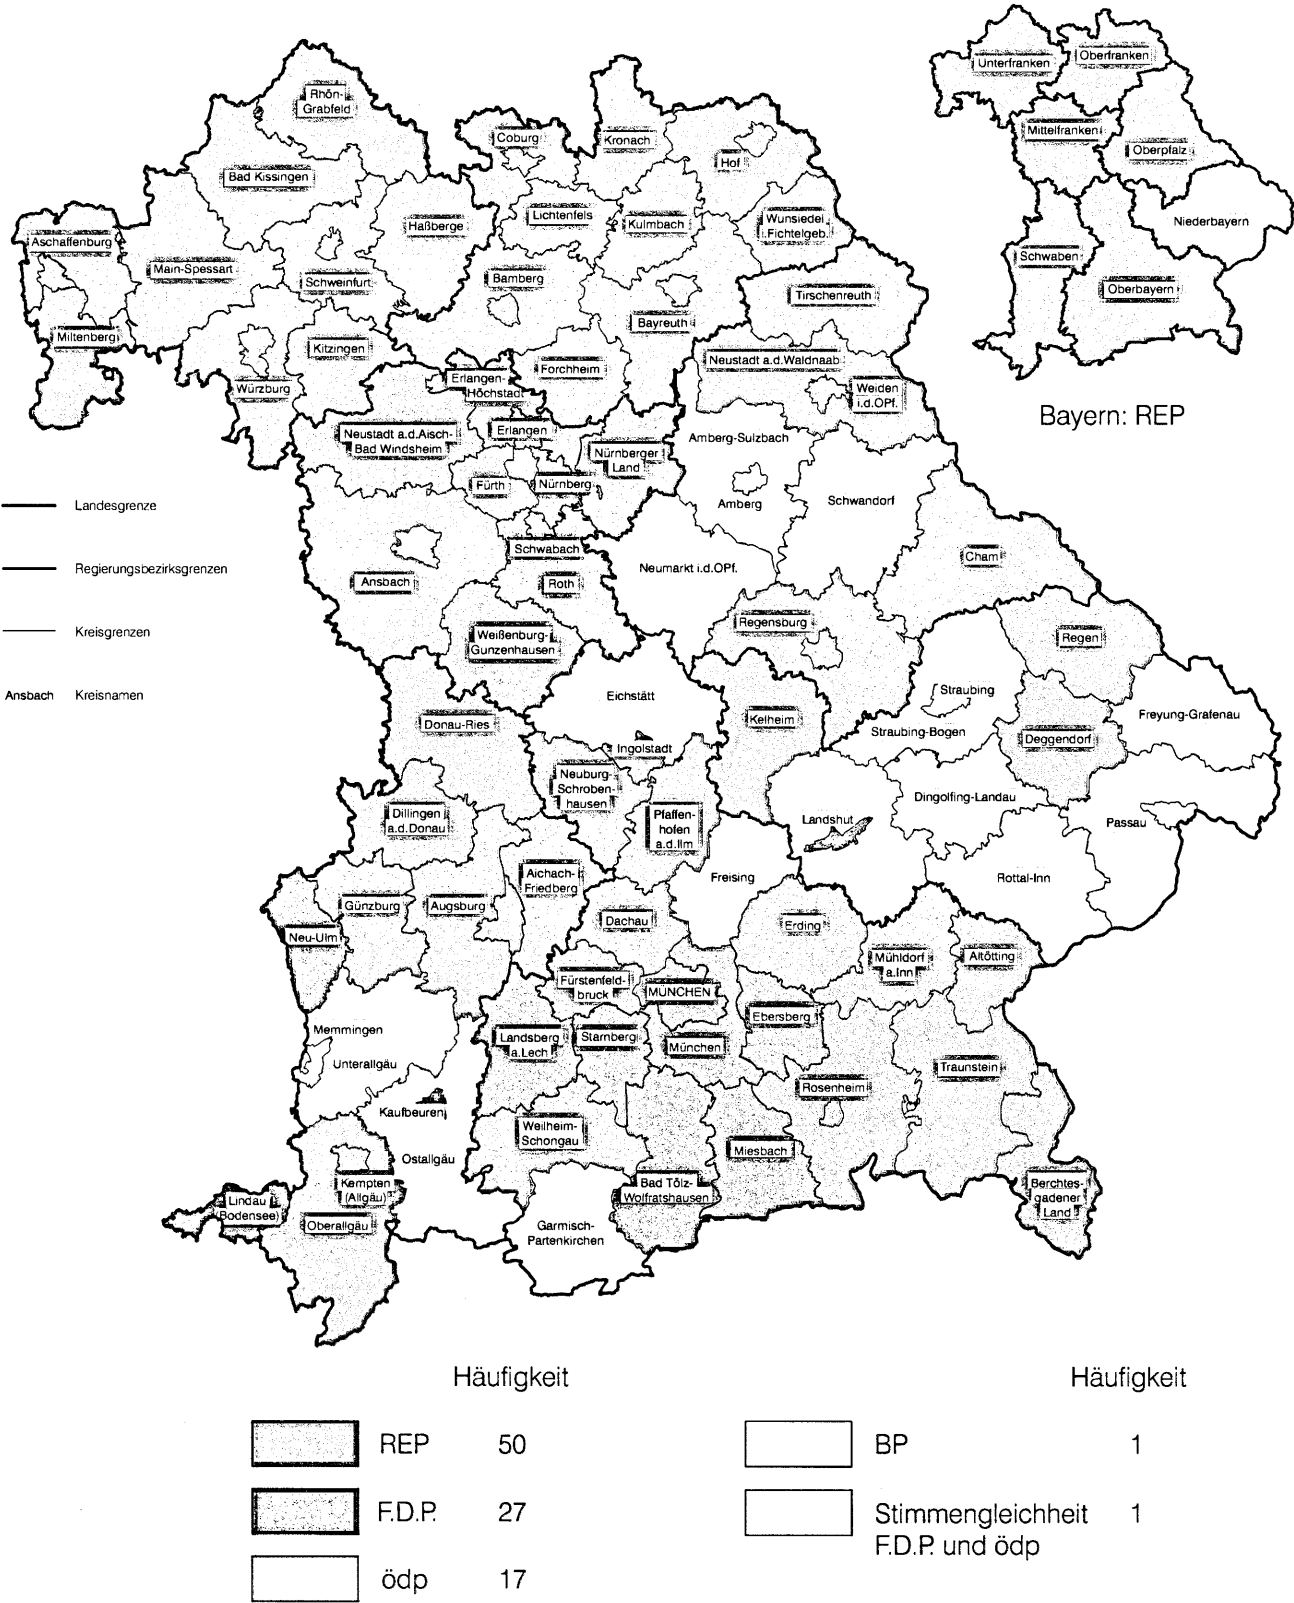 Unterfranken
Oberfranken
Mittelfranken
Oberpfalz
Niederbayern
Schwaben
Oberbayern
Bayern: REP
Rhön-
Grabfeld
Coburg
Kronach
Hof
Bad Kissingen
Haßberge
Lichtenfels
Kulmbach
Wunsiedel
i.Fichtelgeb.
Aschaffenburg
Main-Spessart
Schweinfurt
Bamberg
Bayreuth
Tirschenreuth
Miltenberg
Kitzingen
Würzburg
Forchheim
Neustadt a.d.Waldnaab
Erlangen-
Höchstadt
Weiden
i.d.OPf.
Neustadt a.d.Aisch-
Bad Windsheim
Erlangen
Nürnberger
Land
Amberg-Sulzbach
Fürth
Nürnberg
Amberg
Schwandorf
Landesgrenze
Regierungsbezirksgrenzen
Kreisgrenzen
Ansbach Kreisnamen
Schwabach
Ansbach
Roth
Neumarkt i.d.OPf.
Cham
Weißenburg-
Gunzenhausen
Regensburg
Regen
Eichstätt
Straubing
Donau-Ries
Kelheim
Straubing-Bogen
Freyung-Grafenau
Deggendorf
Ingolstadt
Neuburg-
Schroben-
hausen
Dingolfing-Landau
Dillingen
a.d.Donau
Pfaffen-
hofen
a.d.Ilm
Landshut
Passau
Aichach-
Friedberg
Freising
Rottal-Inn
Günzburg
Augsburg
Dachau
Erding
Neu-Ulm
Mühldorf
a.Inn
Altötting
Fürstenfeld-
bruck
MÜNCHEN
Ebersberg
Memmingen
Landsberg
a.Lech
Starnberg
München
Unterallgäu
Traunstein
Rosenheim
Kaufbeuren
Weilheim-
Schongau
Miesbach
Ostallgäu
Kempten
(Allgäu)
Bad Tölz-
Wolfratshausen
Berchtes-
gadener
Land
Lindau
(Bodensee)
Oberallgäu
Garmisch-
Partenkirchen
Häufigkeit Häufigkeit
REP 50 BP 1
F.D.P. 27 Stimmengleichheit 1
F.D.P. und ödp
ödp 17